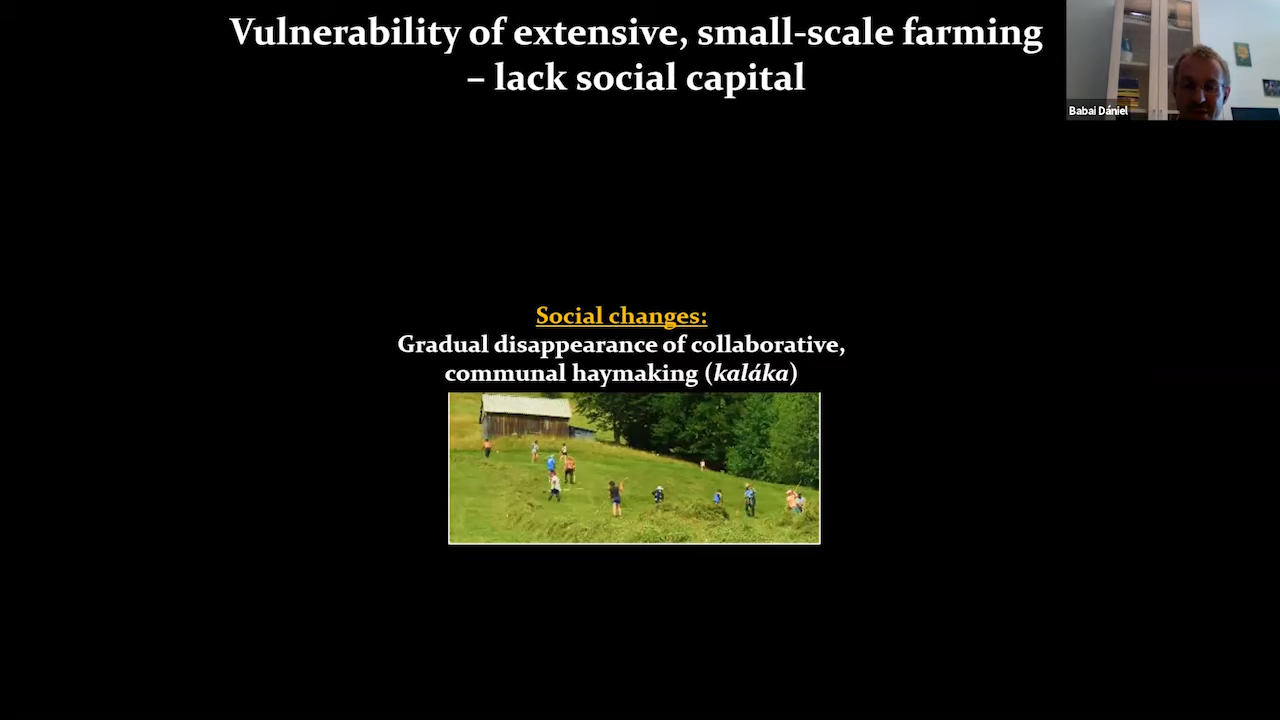 Vulnerability of extensive, small-scale farming
– lack social capital
Babai Dániel
Social changes:
Gradual disappearance of collaborative,
communal haymaking (kaláka)